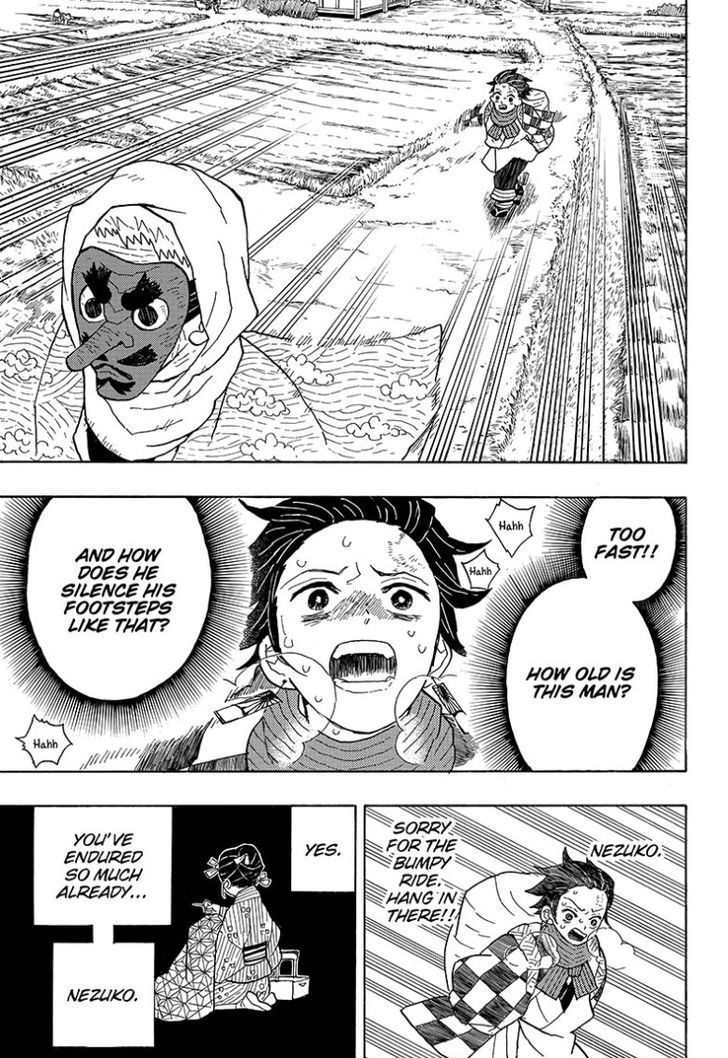 TOO
FAST!!
HOW OLD IS
THIS MAN?
Hahh
Hahh
AND HOW
DOES HE
SILENCE HIS
FOOTSTEPS
LIKE THAT?
Hahh
NEZUKO.
SORRY
FOR THE
BUMPY
RIDE.
HANG IN
THERE!!
YES.
YOU'VE
ENDURED
SO MUCH
ALREADY...
NEZUKO.